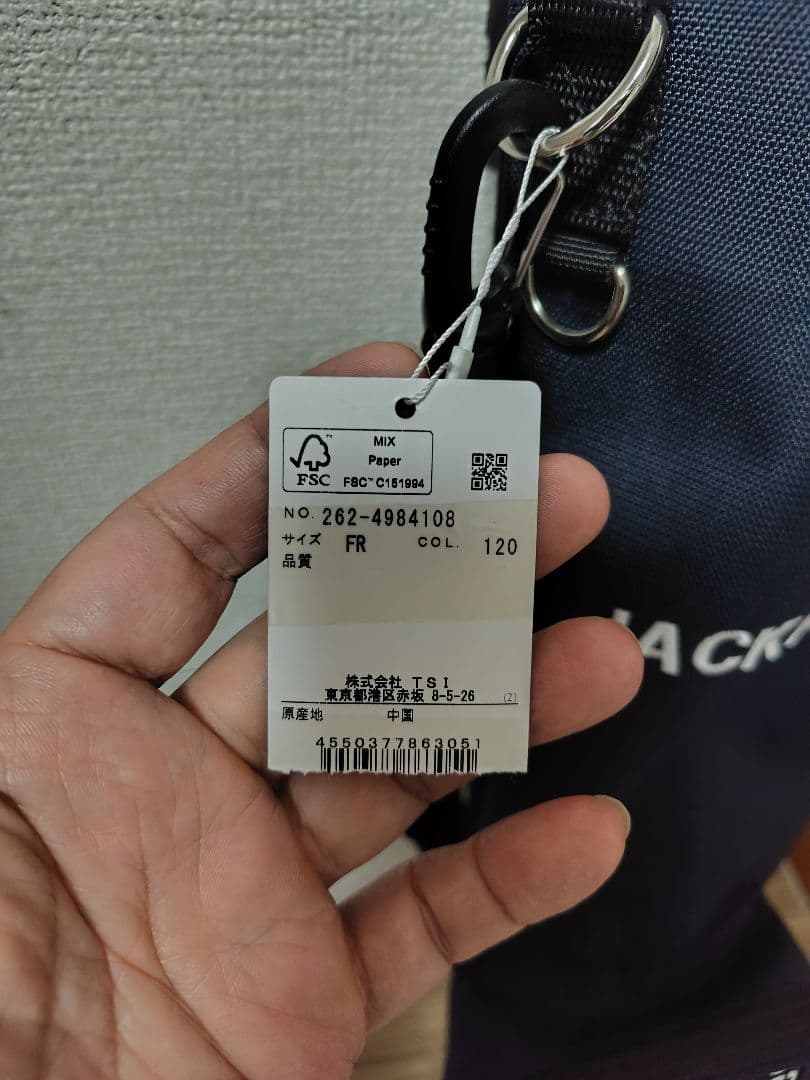 MIX
Paper
FSC™ C151994
FSC
NO. 262-4984108
サイズ FR COL. 120
品質
株式会社 TSI
東京都港区赤坂 8-5-26 (2)
原産地 中国
4550377863051
JACK